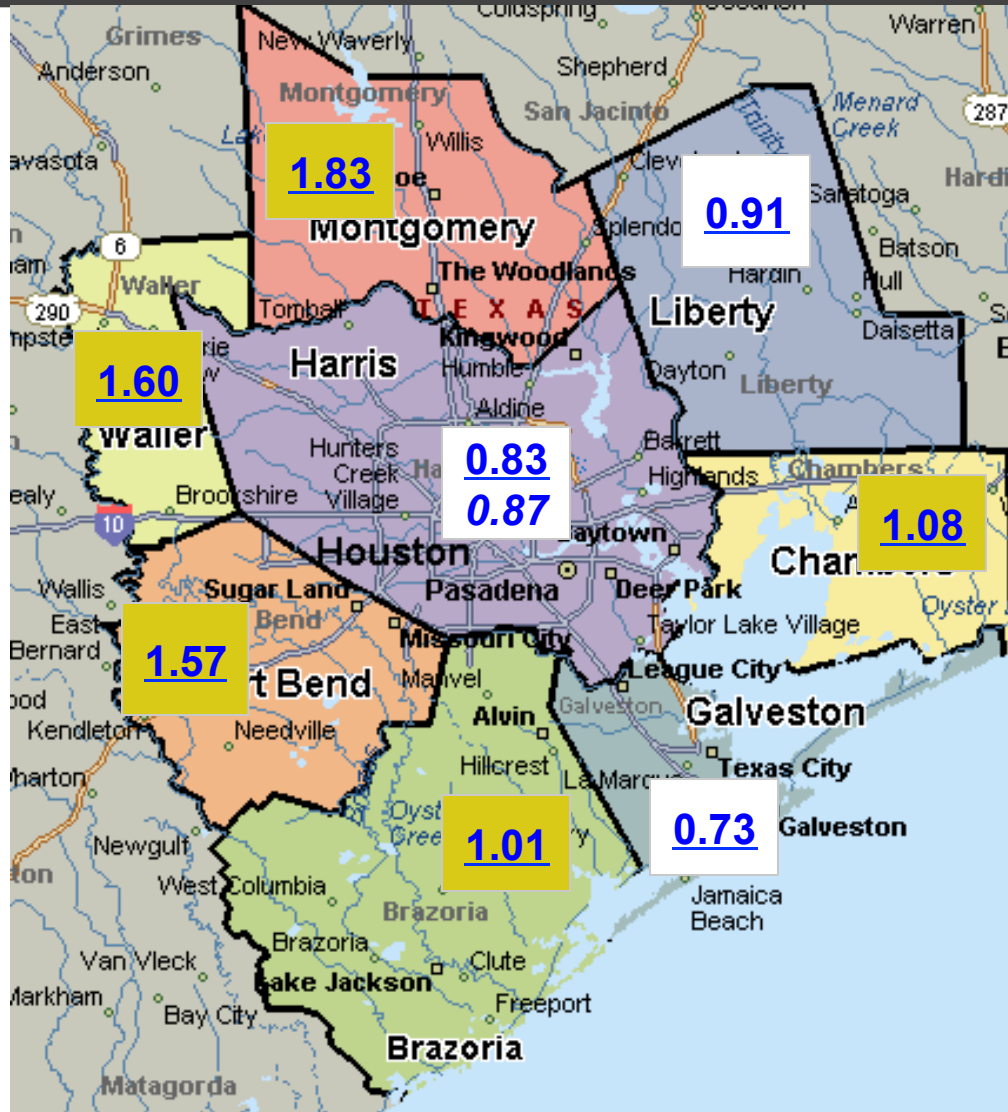 Coldspring
Warren
Grimes
New Waverly
Anderson
Shepherd
Montgomery
San Jacinto
Menard
Creek
287
Trinity
Willis
1.83
0.91
Saratoga
Montgomery
Batson
6
The Woodlands
Hardin
Hull
Waller
290
Tomball
TEXAS
Liberty
Daisetta
Kingwood
Harris
Humble
Dayton
Liberty
1.60
Aldine
Waller
Hunters
Creek
Village
Barrett
0.83
0.87
Highlands
Chambers
Brookshire
10
1.08
Houston
Sugar Land
Pasadena
Deer Park
Wallis
East
Bernard
Bend
Oyster
Missouri City
Taylor Lake Village
1.57
League City
Manvel
Galveston
Galveston
Alvin
Kendleton
Needville
Hillcrest
Texas City
1.01
0.73
Galveston
Newgulf
West Columbia
Jamaica
Beach
Brazoria
Brazoria
Van Vleck
Clute
Lake Jackson
Markham
Bay City
Freeport
Brazoria
Matagorda